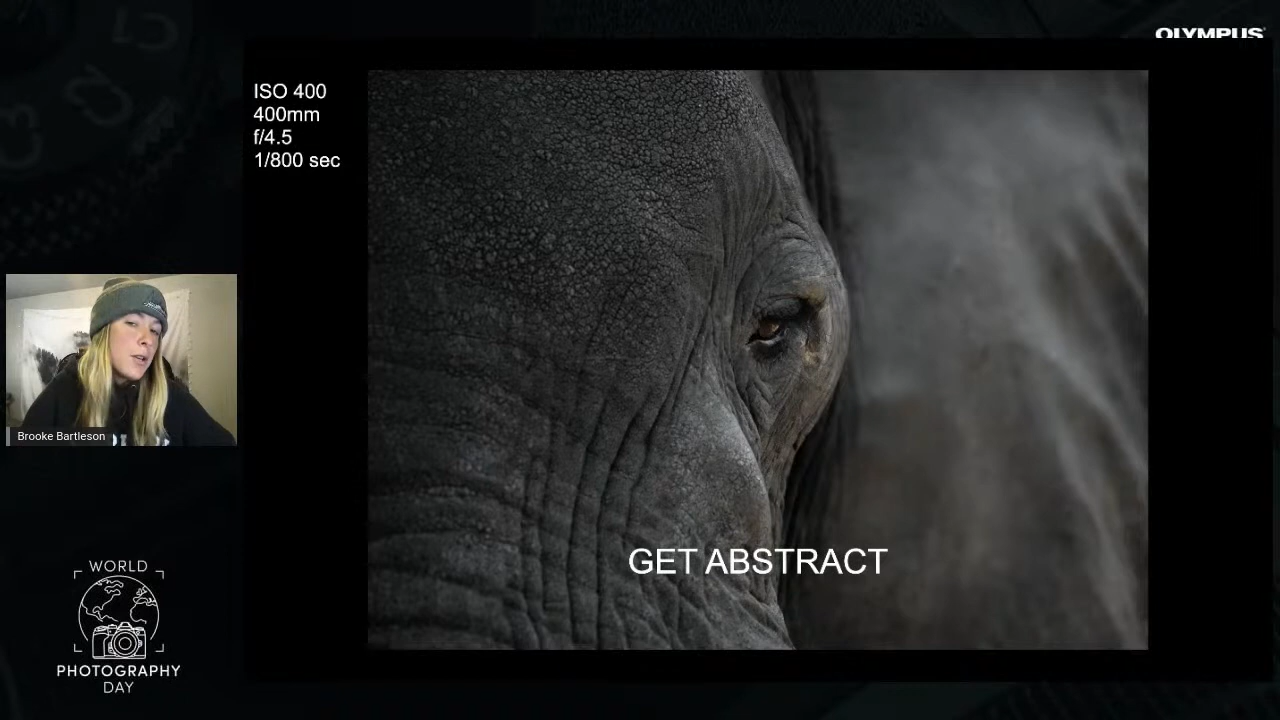 OLYMPUS
ISO 400
400mm
f/4.5
1/800 sec
Brooke Bartleson
GET ABSTRACT
WORLD
PHOTOGRAPHY
DAY